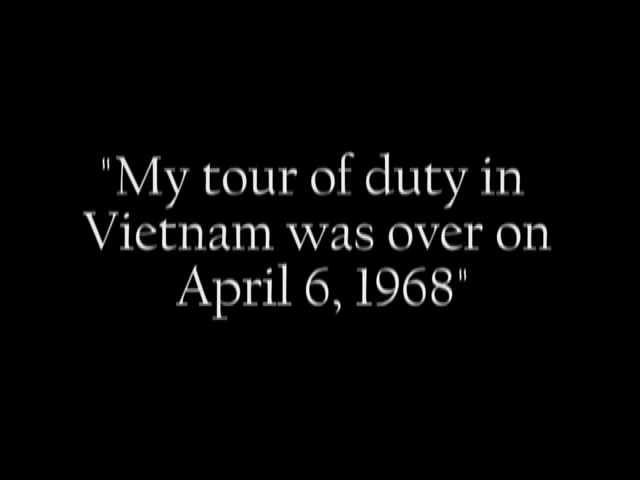 "My tour of duty in
Vietnam was over on
April 6, 1968"